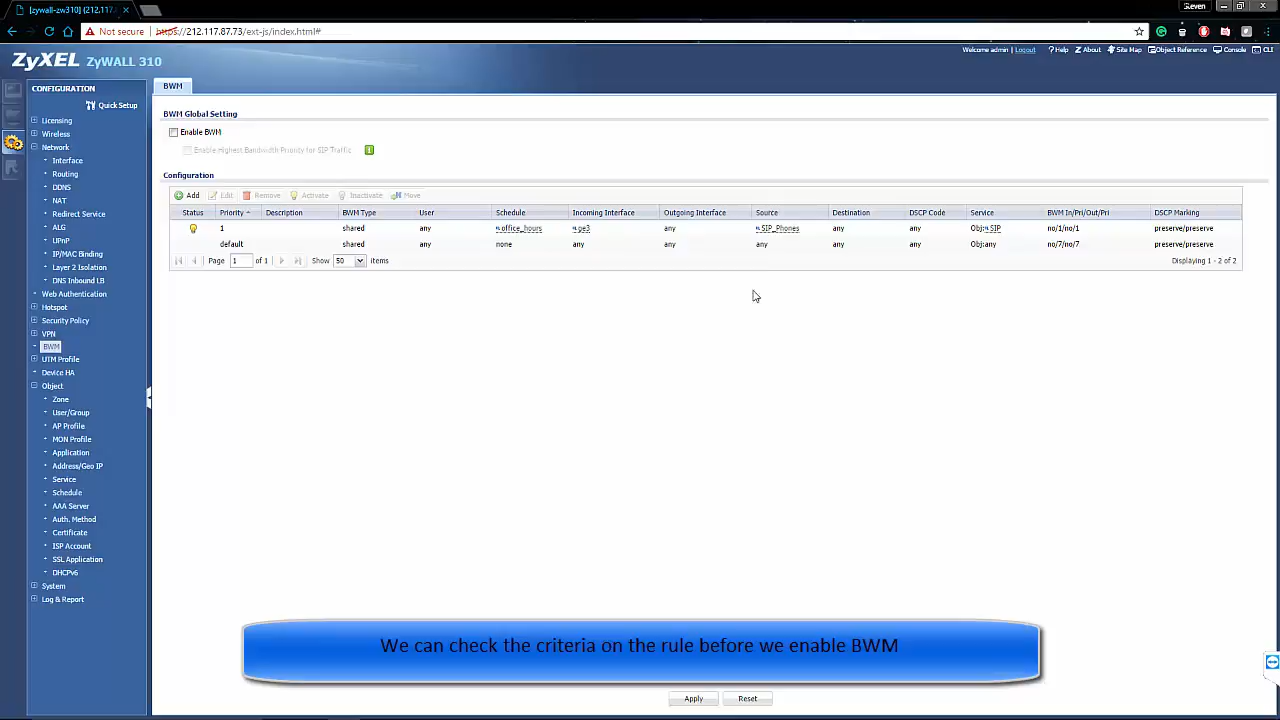 [zywall-zw310] (212.117.
Steven
Not secure
https://212.117.87.73/ext-js/index.html#
ZyXEL ZyWALL 310
Welcome admin | Logout
Help
About
Site Map
Object Reference
Console
CLI
CONFIGURATION
Quick Setup
Licensing
Wireless
Network
Interface
Routing
DDNS
NAT
Redirect Service
ALG
UPnP
IP/MAC Binding
Layer 2 Isolation
DNS Inbound LB
Web Authentication
Hotspot
Security Policy
VPN
BWM
UTM Profile
Device HA
Object
Zone
User/Group
AP Profile
MON Profile
Application
Address/Geo IP
Service
Schedule
AAA Server
Auth. Method
Certificate
ISP Account
SSL Application
DHCPv6
System
Log & Report
BWM
BWM Global Setting
Enable BWM
Enable Highest Bandwidth Priority for SIP Traffic
Configuration
Add Edit Remove Activate Inactivate Move
Status Priority Description BWM Type User Schedule Incoming Interface Outgoing Interface Source Destination DSCP Code Service BWM In/Pri/Out/Pri DSCP Marking
1 shared any office_hours ge3 any SIP_Phones any any Obj:SIP no/1/no/1 preserve/preserve
default shared any none any any any any any Obj:any no/7/no/7 preserve/preserve
Page 1 of 1 Show 50 items Displaying 1 - 2 of 2
We can check the criteria on the rule before we enable BWM
Apply Reset